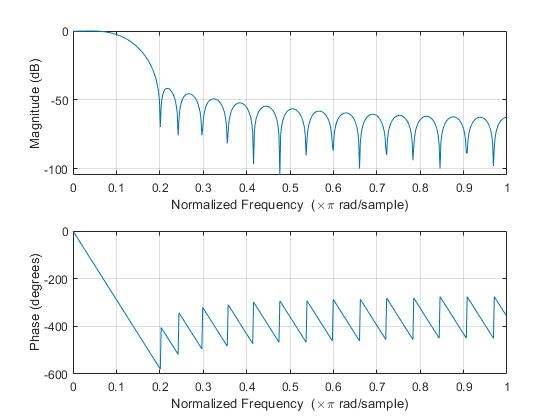 0
-50
-100
Magnitude (dB)
0 0.1 0.2 0.3 0.4 0.5 0.6 0.7 0.8 0.9 1
Normalized Frequency (×π rad/sample)
0
-200
-400
-600
Phase (degrees)
0 0.1 0.2 0.3 0.4 0.5 0.6 0.7 0.8 0.9 1
Normalized Frequency (×π rad/sample)